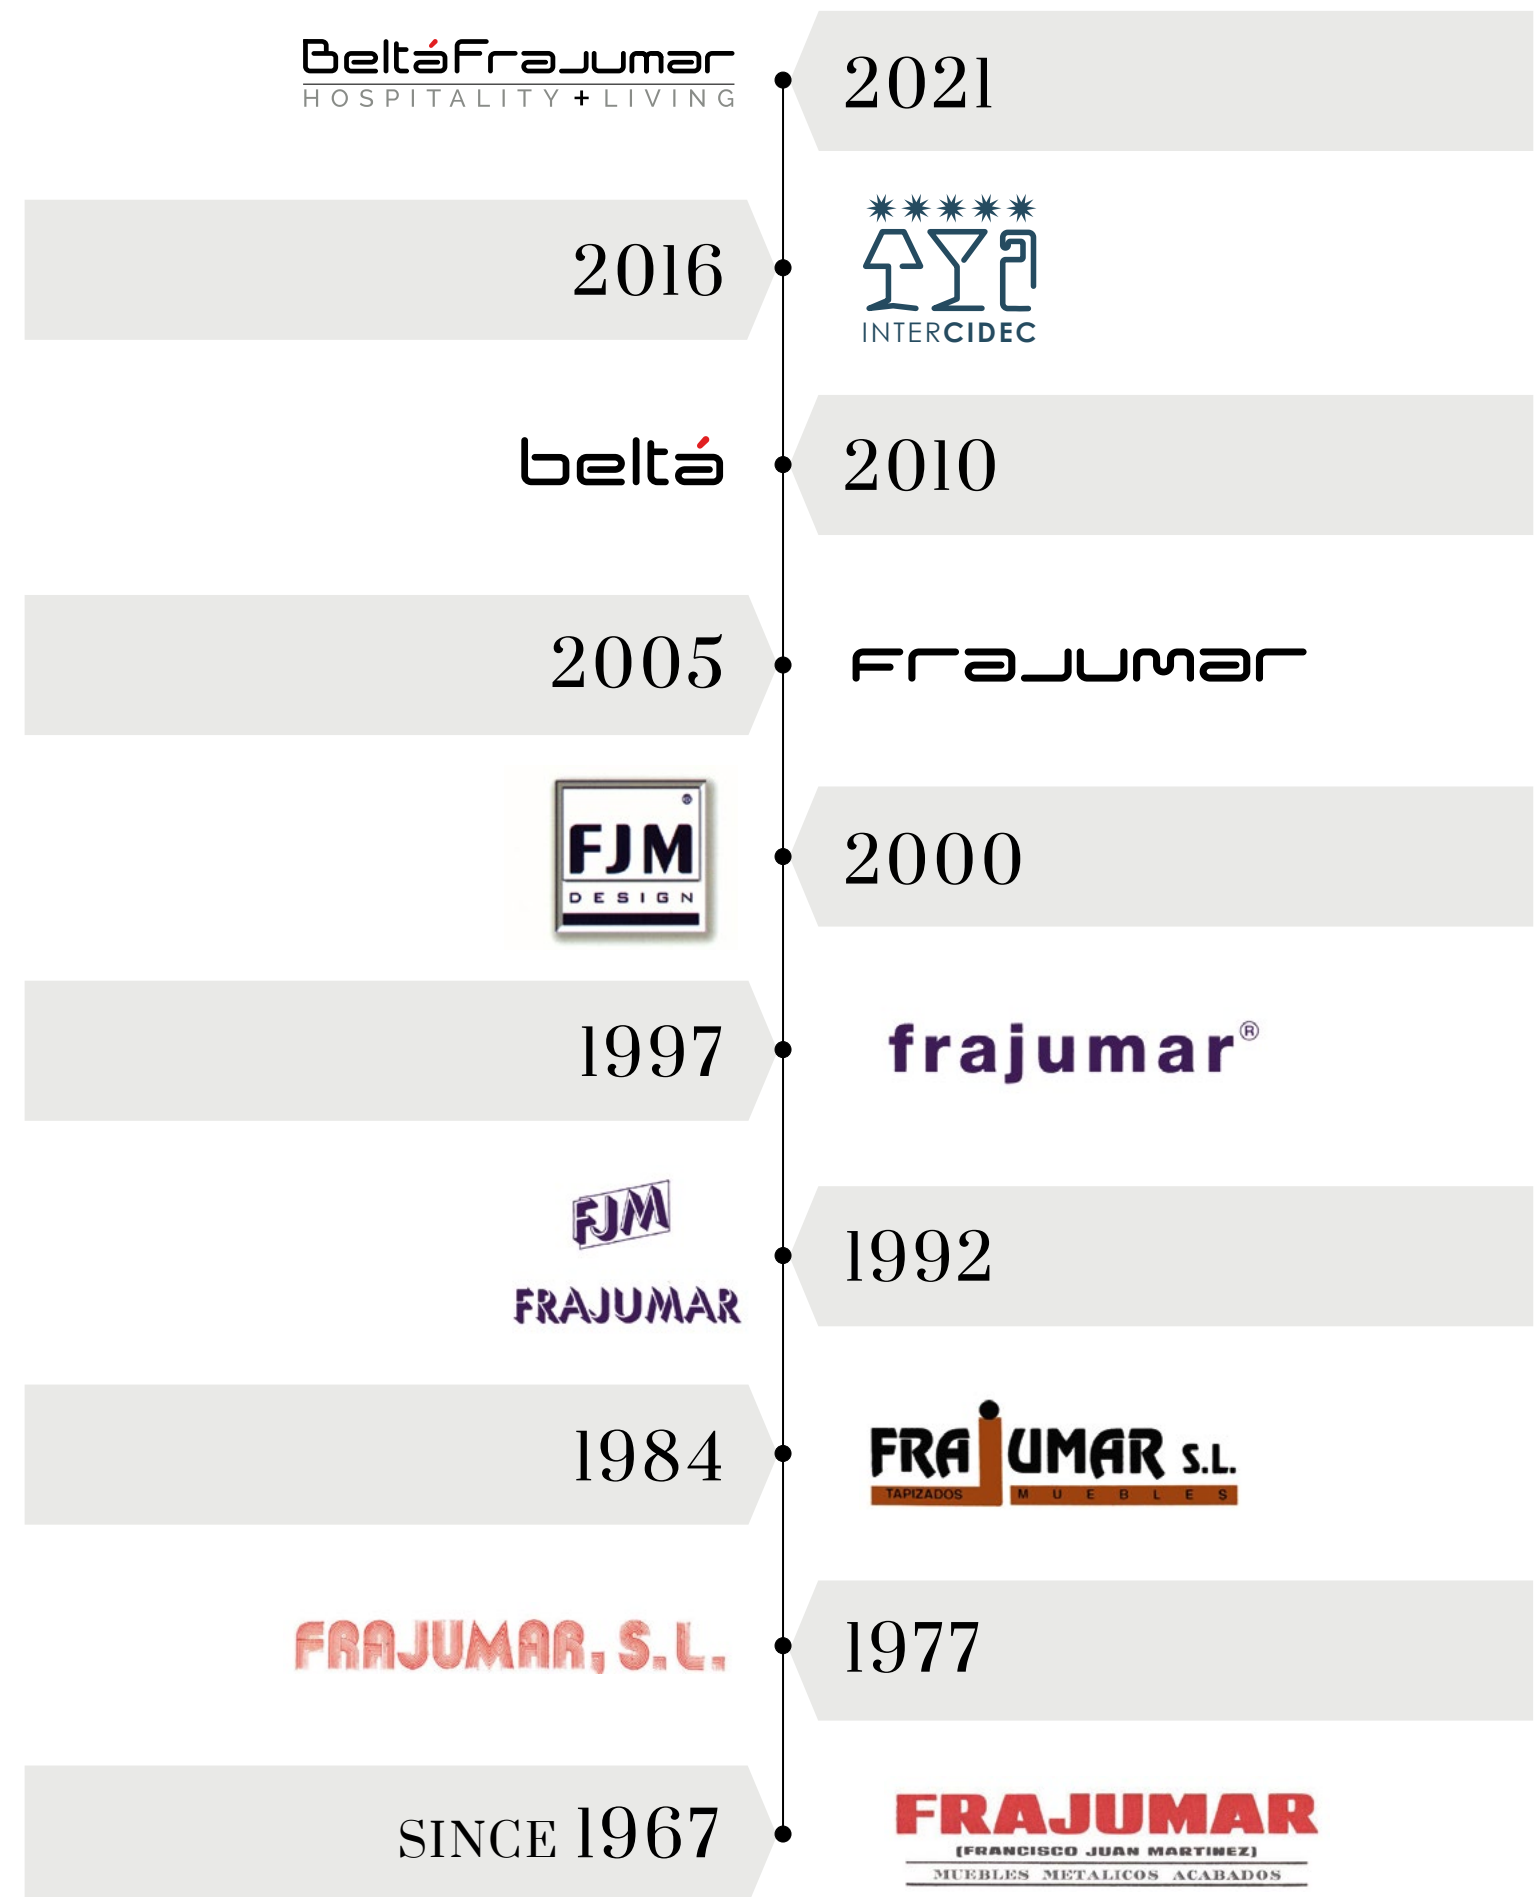 BeltáFrajumar
HOSPITALITY + LIVING
2021
2016
INTERCIDEC
beltá
2010
2005
Frajumar
FJM
®
DESIGN
2000
1997
frajumar®
FJM
FRAJUMAR
1992
1984
FRAJUMAR S.L.
TAPIZADOS MUEBLES
FRAJUMAR, S.L.
1977
SINCE 1967
FRAJUMAR
(FRANCISCO JUAN MARTINEZ)
MUEBLES METALICOS ACABADOS